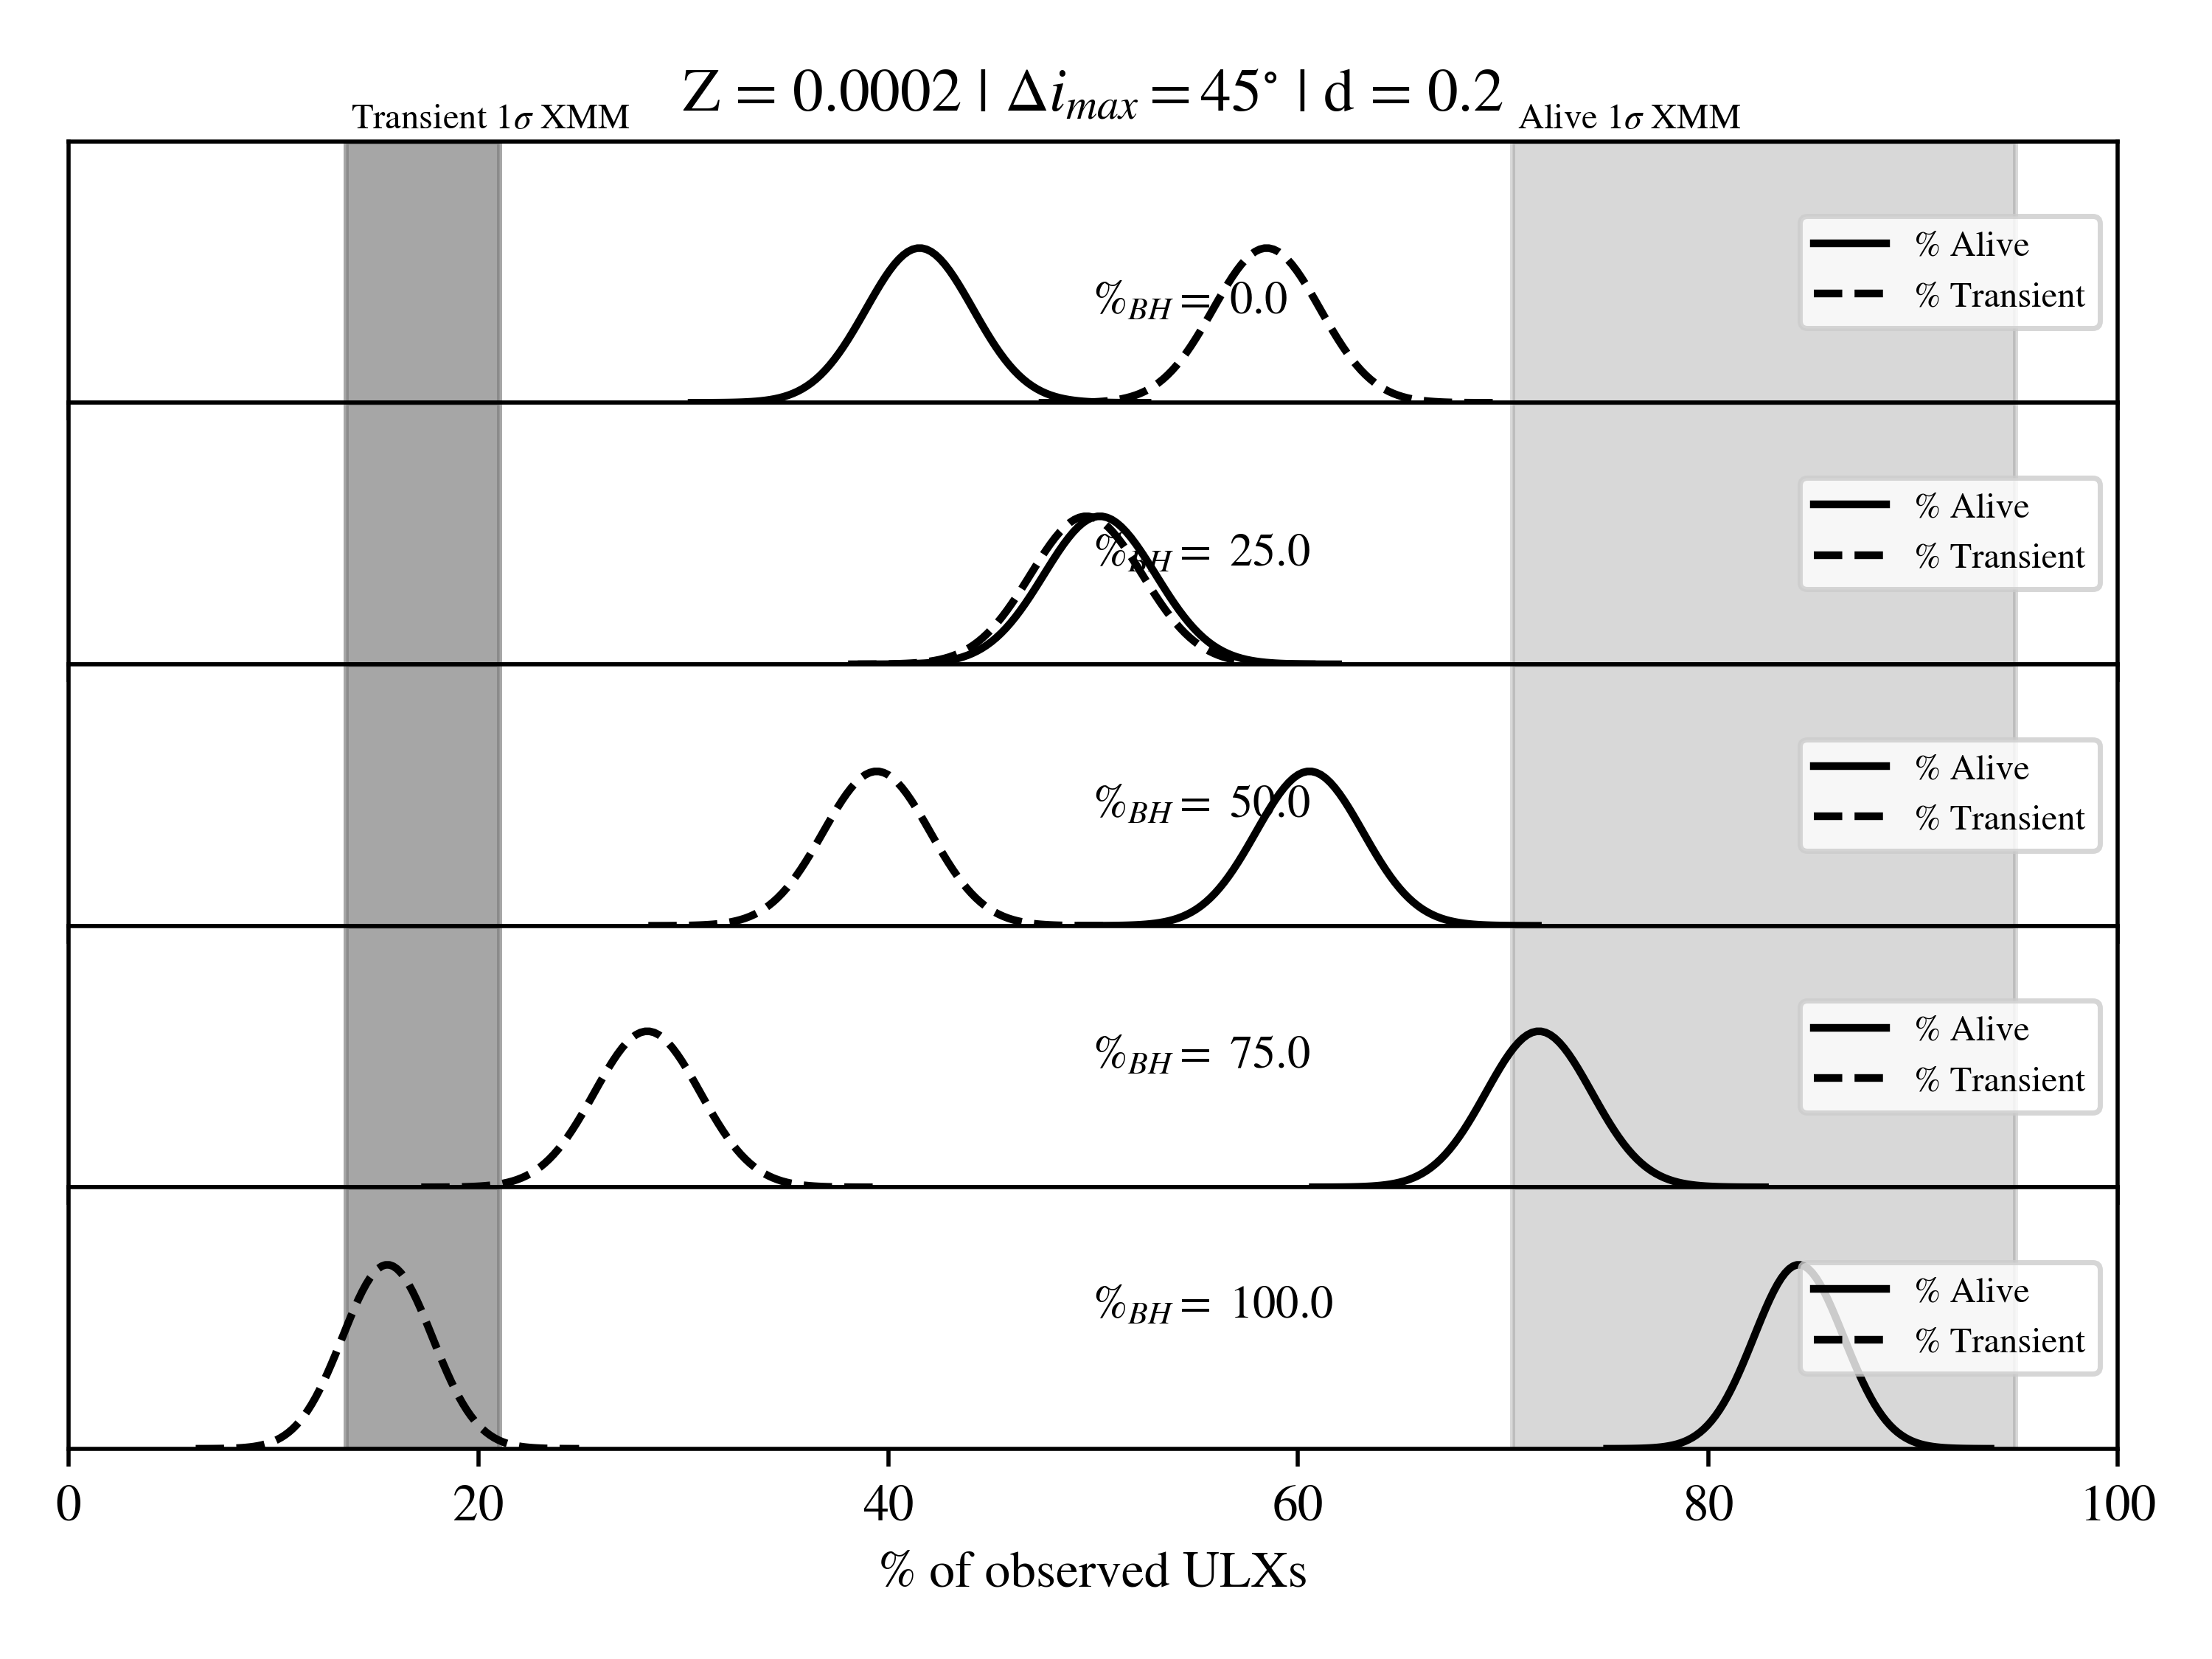 Z = 0.0002 | Δi_max = 45° | d = 0.2
Transient 1σ XMM
Alive 1σ XMM
%_BH = 0.0
% Alive
% Transient
%_BH = 25.0
% Alive
% Transient
%_BH = 50.0
% Alive
% Transient
%_BH = 75.0
% Alive
% Transient
%_BH = 100.0
% Alive
% Transient
0 20 40 60 80 100
% of observed ULXs